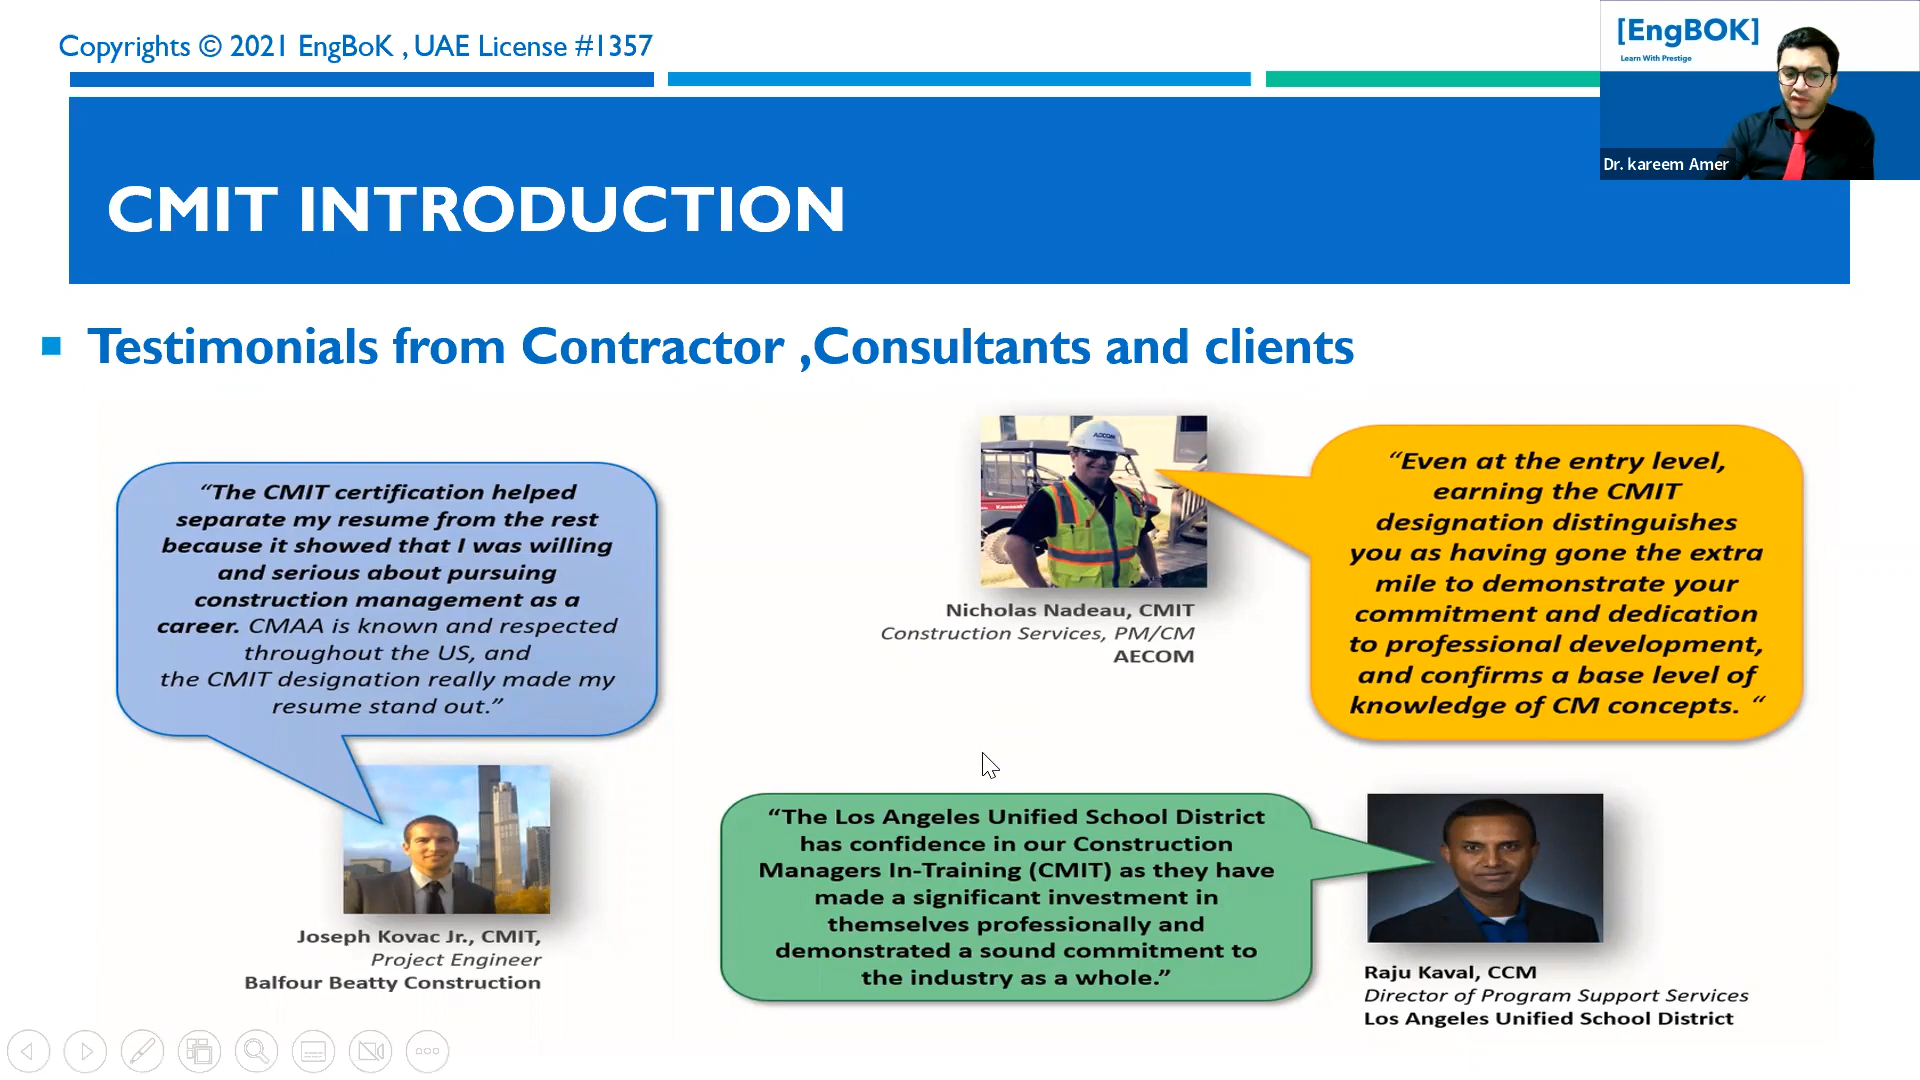 Copyrights © 2021 EngBoK , UAE License #1357
[EngBOK]
Learn With Prestige
Dr. kareem Amer
CMIT INTRODUCTION
Testimonials from Contractor ,Consultants and clients
“The CMIT certification helped
separate my resume from the rest
because it showed that I was willing
and serious about pursuing
construction management as a
career. CMAA is known and respected
throughout the US, and
the CMIT designation really made my
resume stand out.”
Joseph Kovac Jr., CMIT,
Project Engineer
Balfour Beatty Construction
AECOM
Nicholas Nadeau, CMIT
Construction Services, PM/CM
AECOM
“Even at the entry level,
earning the CMIT
designation distinguishes
you as having gone the extra
mile to demonstrate your
commitment and dedication
to professional development,
and confirms a base level of
knowledge of CM concepts. “
“The Los Angeles Unified School District
has confidence in our Construction
Managers In-Training (CMIT) as they have
made a significant investment in
themselves professionally and
demonstrated a sound commitment to
the industry as a whole.”
Raju Kaval, CCM
Director of Program Support Services
Los Angeles Unified School District